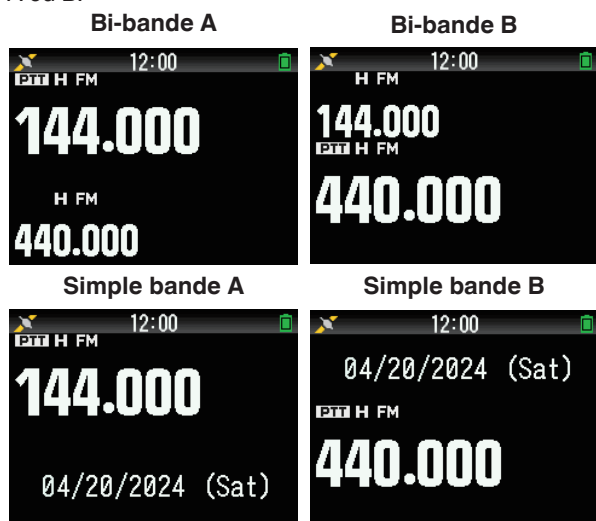 Bi-bande A
12:00
PTT H FM
144.000
H FM
440.000
Bi-bande B
12:00
H FM
144.000
PTT H FM
440.000
Simple bande A
12:00
PTT H FM
144.000
04/20/2024 (Sat)
Simple bande B
12:00
04/20/2024 (Sat)
PTT H FM
440.000